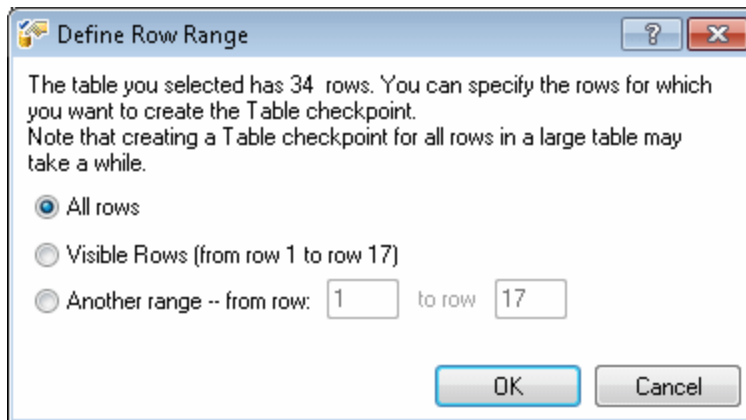 Define Row Range
The table you selected has 34 rows. You can specify the rows for which
you want to create the Table checkpoint.
Note that creating a Table checkpoint for all rows in a large table may
take a while.
All rows
Visible Rows (from row 1 to row 17)
Another range -- from row: 1 to row 17
OK Cancel